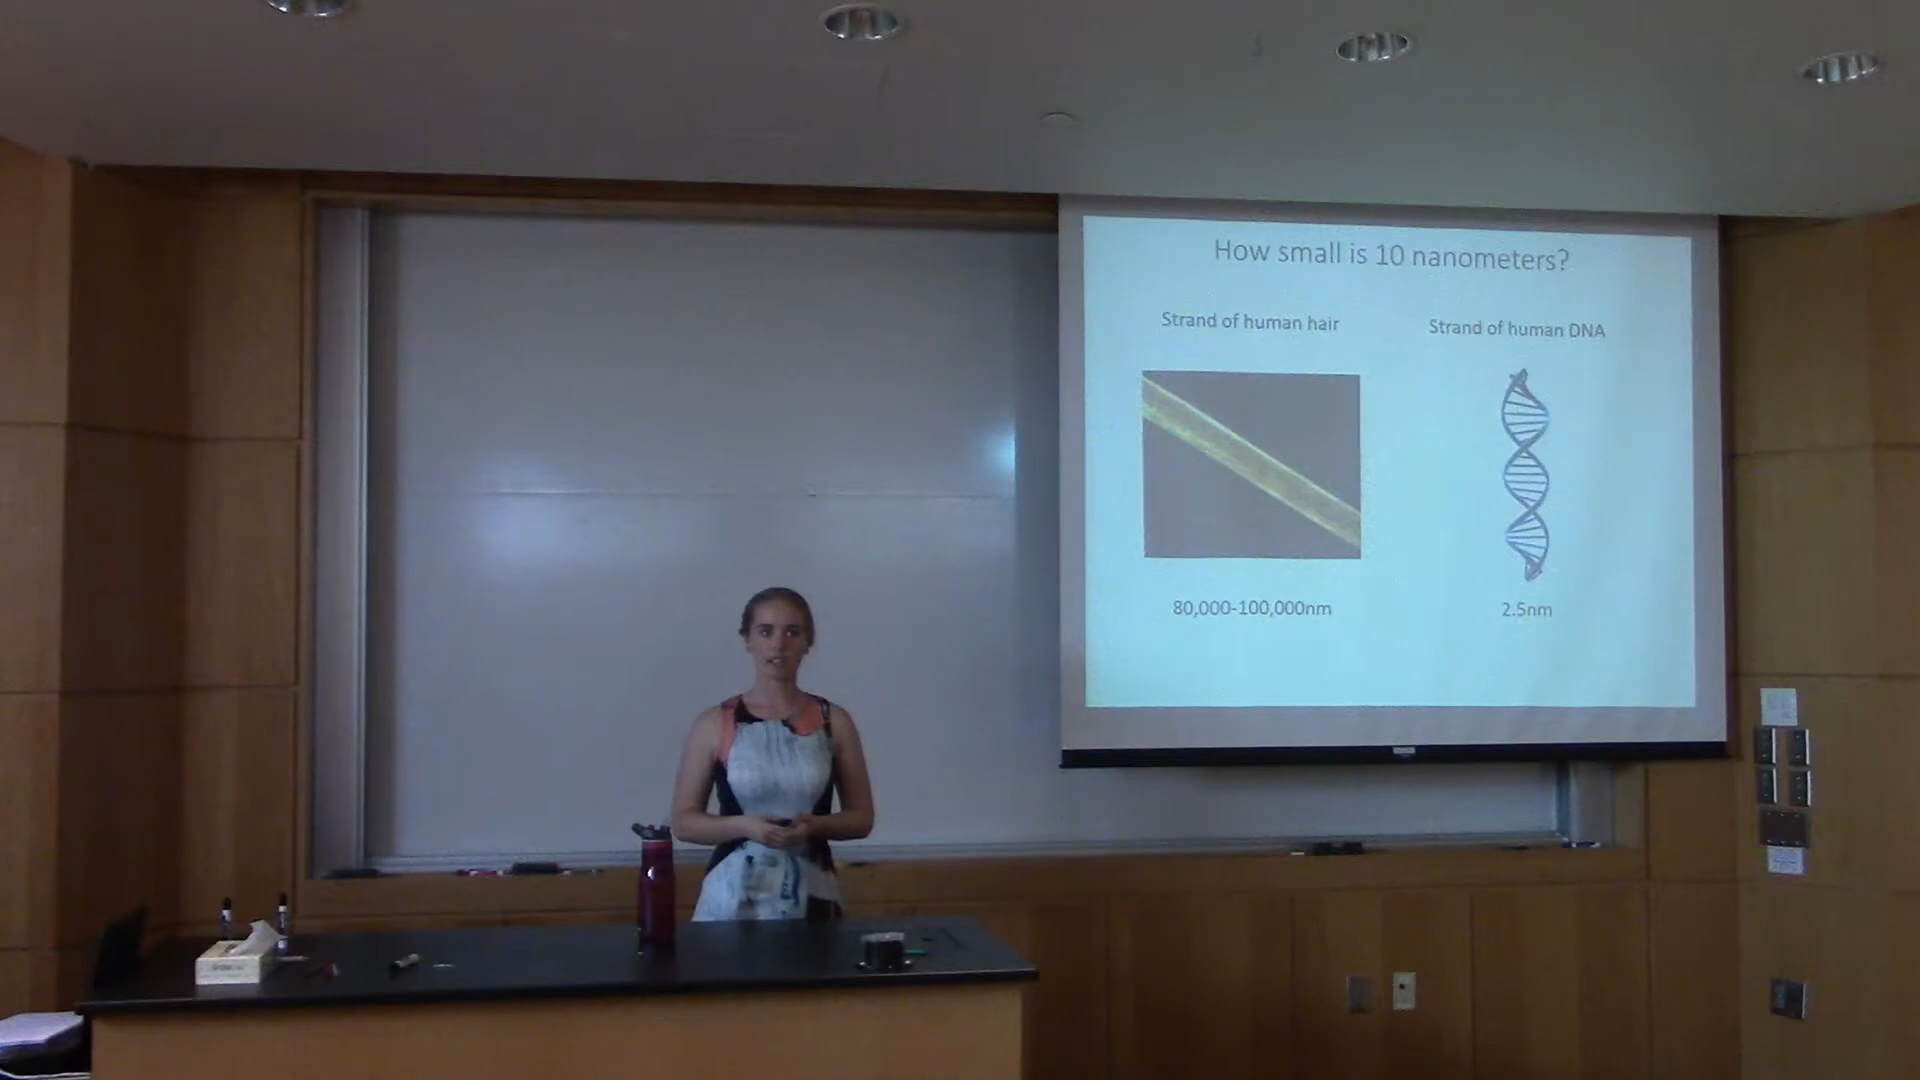 How small is 10 nanometers?
Strand of human hair
Strand of human DNA
80,000-100,000nm
2.5nm